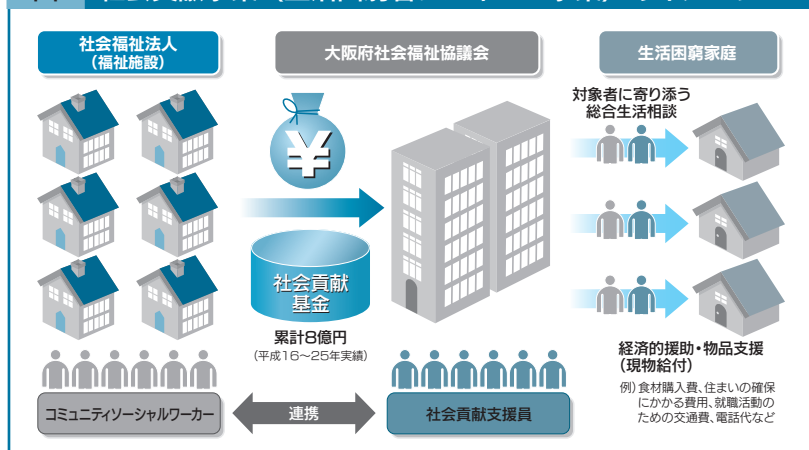 社会福祉法人
（福祉施設）
大阪府社会福祉協議会
生活困窮家庭
対象者に寄り添う
総合生活相談
¥
社会貢献
基金
累計8億円
（平成16～25年実績）
経済的援助・物品支援
（現物給付）
例）食材購入費、住まいの確保
にかかる費用、就職活動の
ための交通費、電話代など
コミュニティソーシャルワーカー
連携
社会貢献支援員